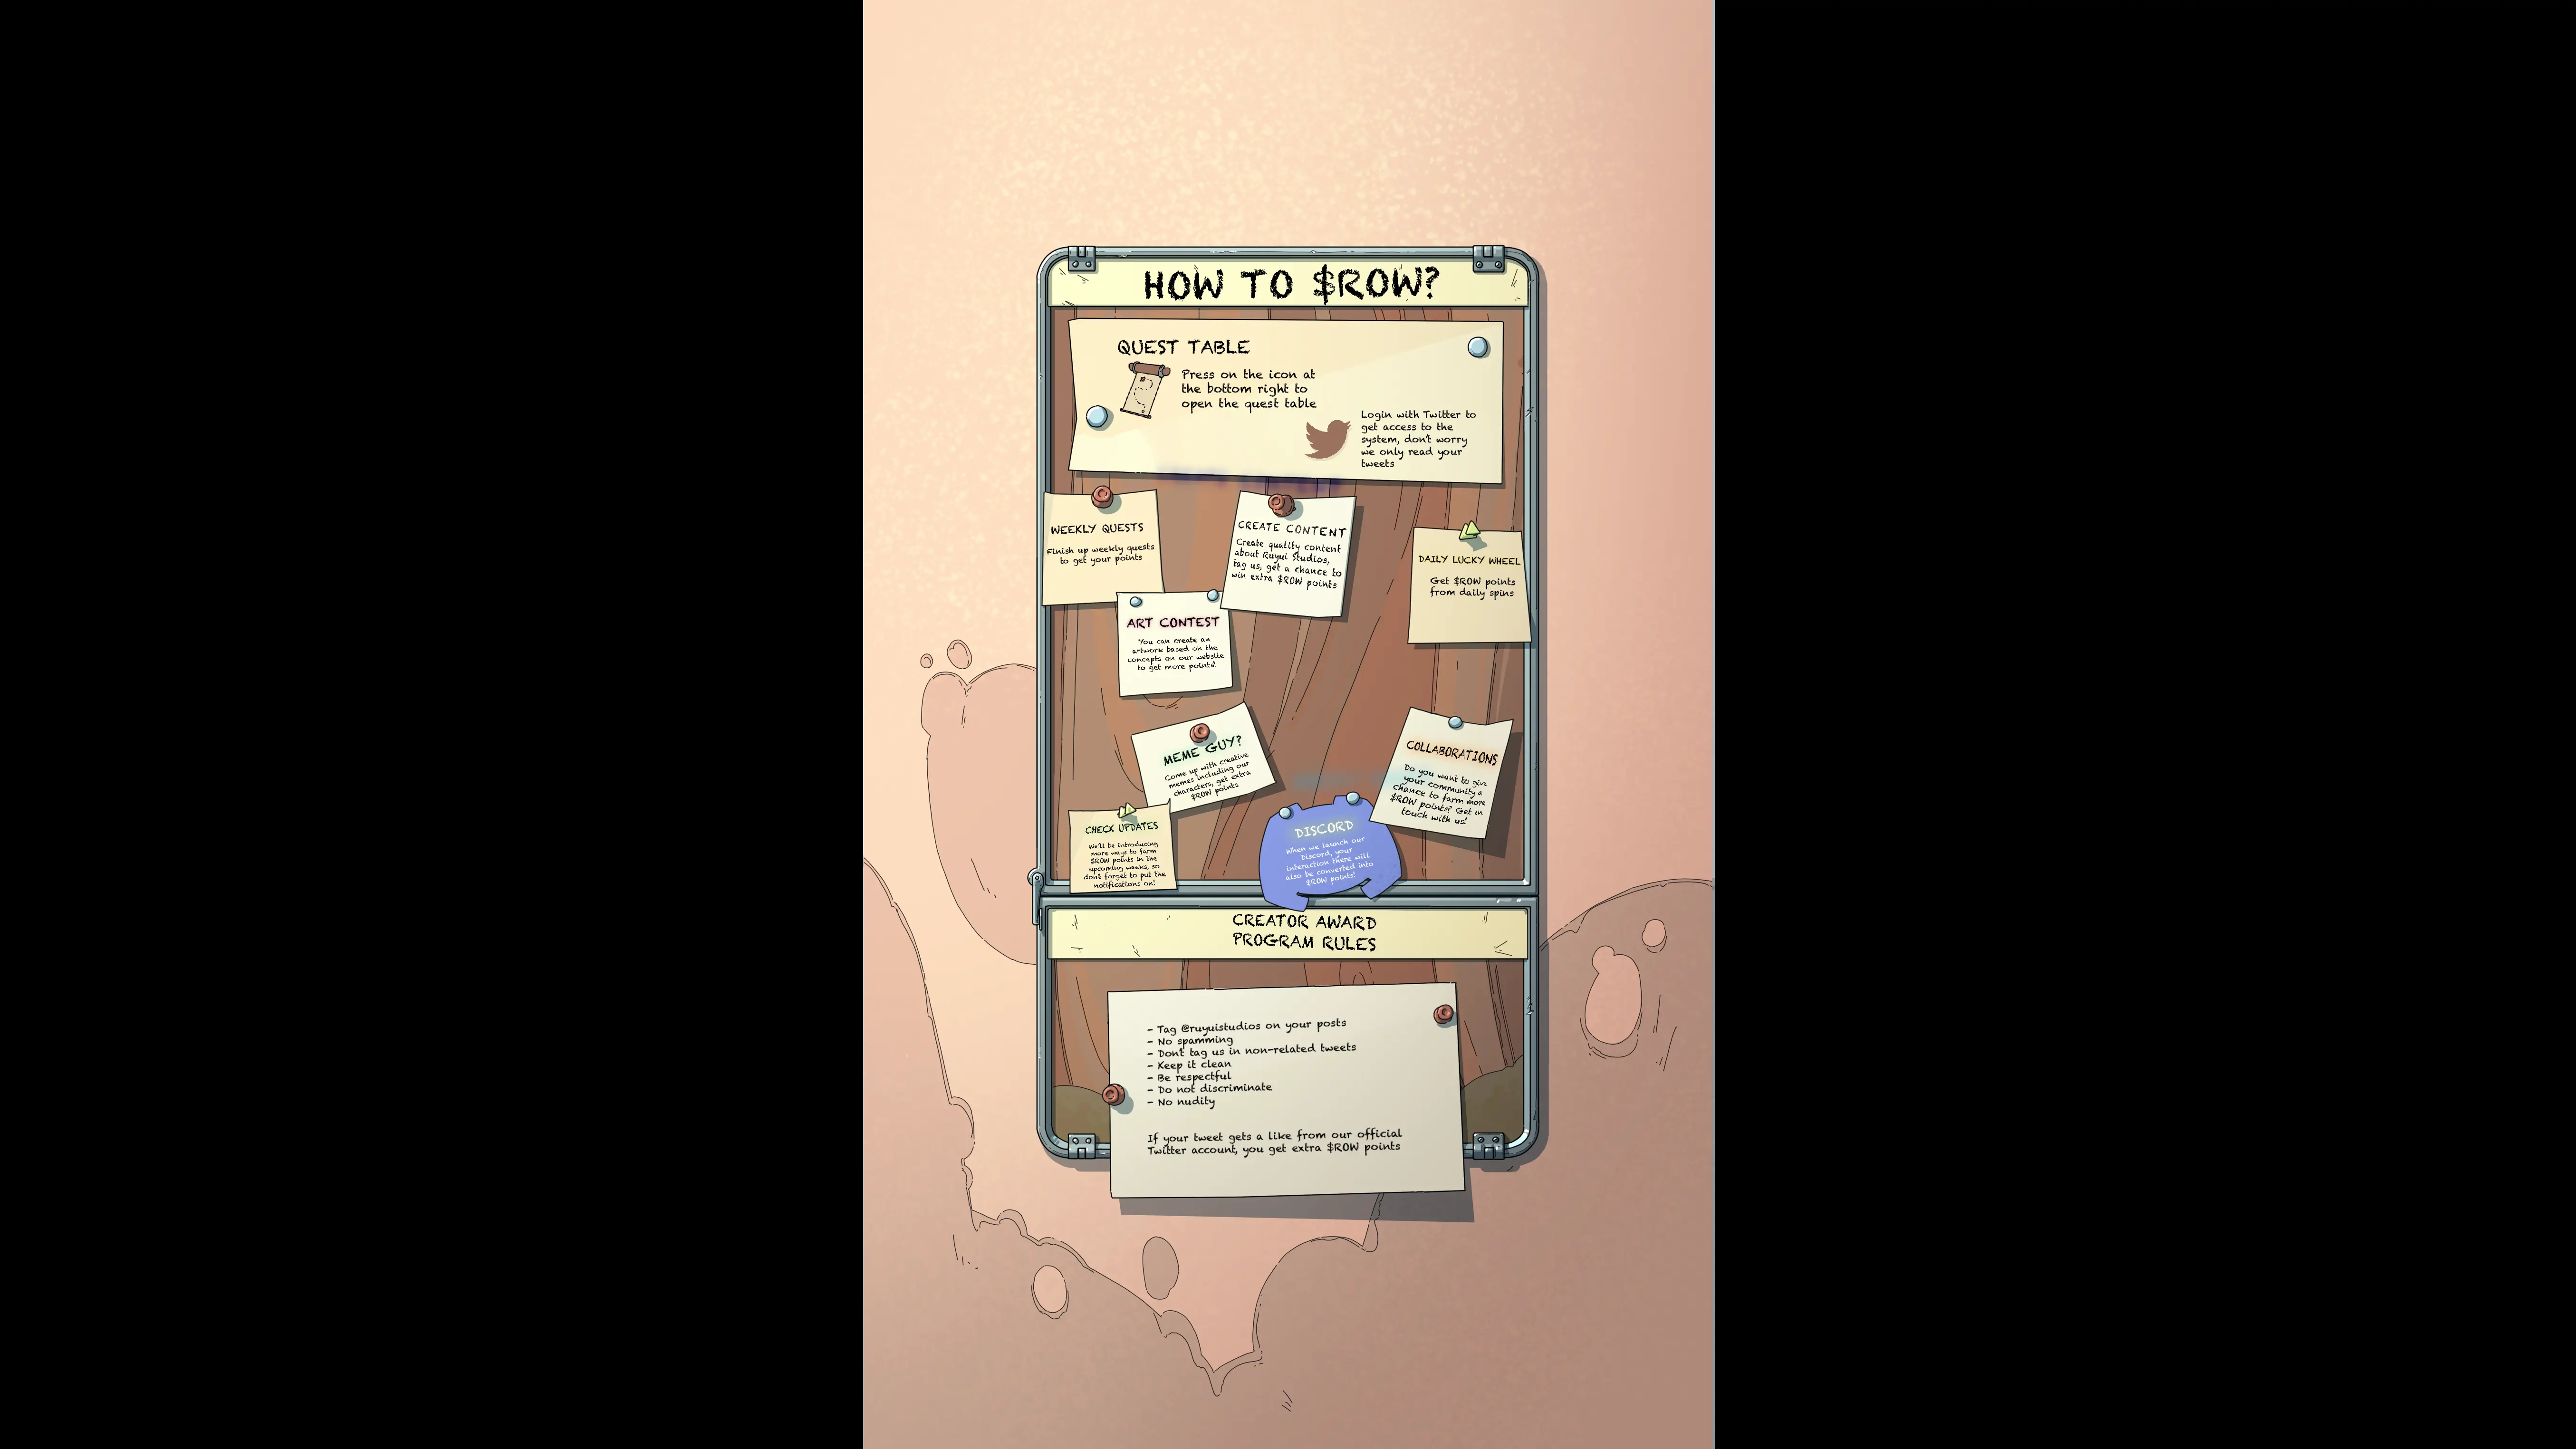 HOW TO $ROW?
QUEST TABLE
Press on the icon at
the bottom right to
open the quest table
Login with Twitter to
get access to the
system, don't worry
we only read your
tweets
WEEKLY QUESTS
Finish up weekly quests
to get your points
CREATE CONTENT
Create quality content
about Ruyui Studios,
tag us, get a chance to
win extra $ROW points
DAILY LUCKY WHEEL
Get $ROW points
from daily spins
ART CONTEST
You can create an
artwork based on the
concepts on our website
to get more points!
MEME GUY?
Come up with creative
memes including our
characters, get extra
$ROW points
COLLABORATIONS
Do you want to give
your community a
chance to farm more
$ROW points? Get in
touch with us!
CHECK UPDATES
We'll be introducing
more ways to farm
$ROW points in the
upcoming weeks, so
don't forget to put the
notifications on!
DISCORD
When we launch our
Discord, your
interaction there will
also be converted into
$ROW points!
CREATOR AWARD
PROGRAM RULES
- Tag @ruyuistudios on your posts
- No spamming
- Don't tag us in non-related tweets
- Keep it clean
- Be respectful
- Do not discriminate
- No nudity
If your tweet gets a like from our official
Twitter account, you get extra $ROW points